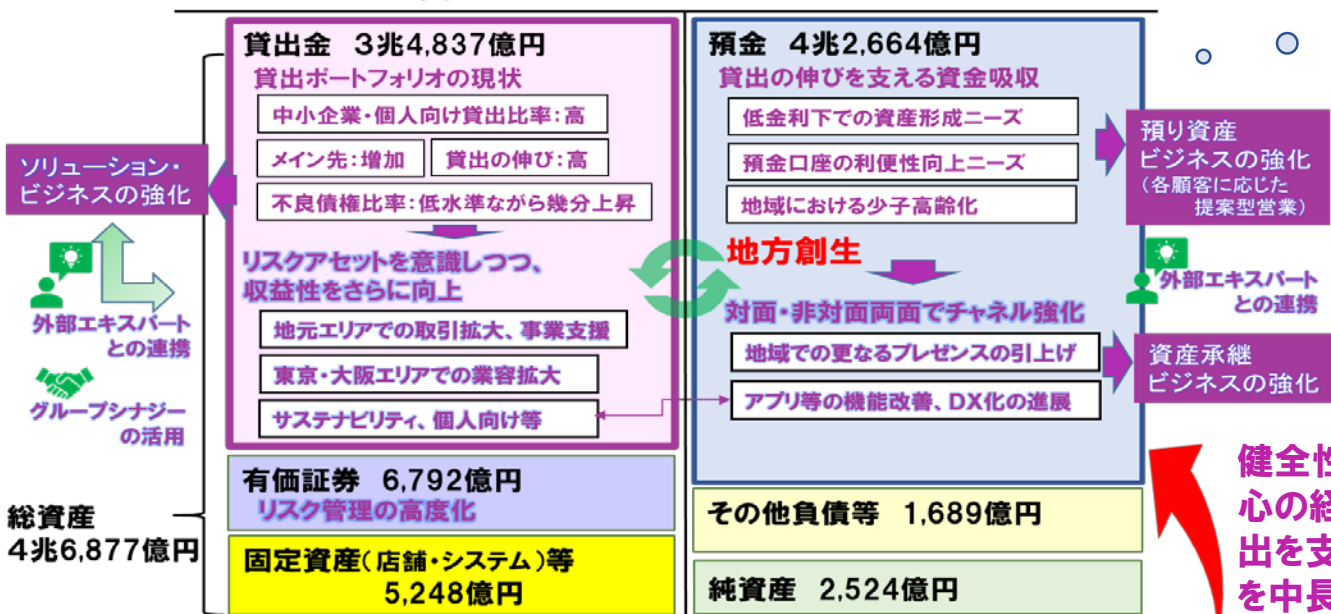 貸出金 3兆4,837億円
貸出ポートフォリオの現状
中小企業・個人向け貸出比率:高
メイン先:増加
貸出の伸び:高
不良債権比率:低水準ながら幾分上昇
リスクアセットを意識しつつ、
収益性をさらに向上
地元エリアでの取引拡大、事業支援
東京・大阪エリアでの業容拡大
サステナビリティ、個人向け等
ソリューション・
ビジネスの強化
外部エキスパート
との連携
グループシナジー
の活用
総資産
4兆6,877億円
有価証券 6,792億円
リスク管理の高度化
固定資産(店舗・システム)等
5,248億円
預金 4兆2,664億円
貸出の伸びを支える資金吸収
低金利下での資産形成ニーズ
預金口座の利便性向上ニーズ
地域における少子高齢化
地方創生
対面・非対面両面でチャネル強化
地域での更なるプレゼンスの引上げ
アプリ等の機能改善、DX化の進展
その他負債等 1,689億円
純資産 2,524億円
預り資産
ビジネスの強化
(各顧客に応じた
提案型営業)
外部エキスパート
との連携
資産承継
ビジネスの強化
健全性
心の経
出を支
を中長